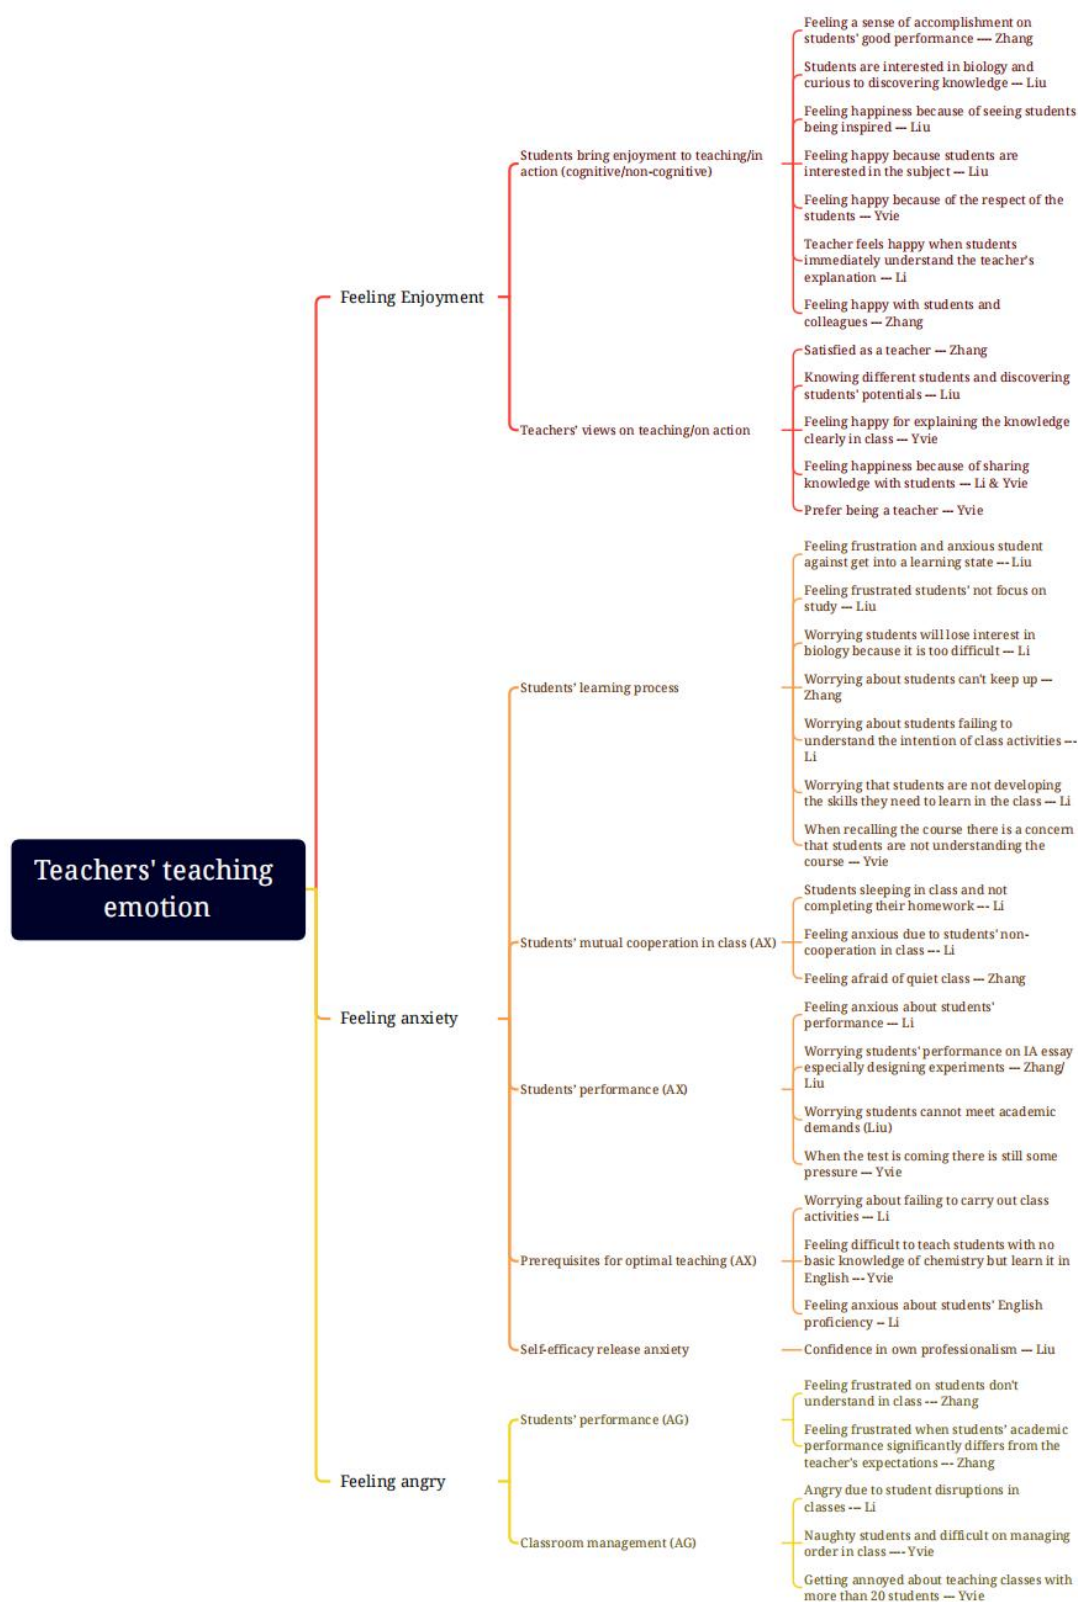 Teachers' teaching
emotion
Feeling Enjoyment
Students bring enjoyment to teaching/in
action (cognitive/non-cognitive)
Feeling a sense of accomplishment on
students' good performance ---- Zhang
Students are interested in biology and
curious to discovering knowledge --- Liu
Feeling happiness because of seeing students
being inspired --- Liu
Feeling happy because students are
interested in the subject --- Liu
Feeling happy because of the respect of the
students --- Yvie
Teacher feels happy when students
immediately understand the teacher's
explanation --- Li
Feeling happy with students and
colleagues --- Zhang
Teachers' views on teaching/on action
Satisfied as a teacher --- Zhang
Knowing different students and discovering
students' potentials --- Liu
Feeling happy for explaining the knowledge
clearly in class --- Yvie
Feeling happiness because of sharing
knowledge with students --- Li & Yvie
Prefer being a teacher --- Yvie
Feeling anxiety
Students' learning process
Feeling frustration and anxious student
against get into a learning state --- Liu
Feeling frustrated students' not focus on
study --- Liu
Worrying students will lose interest in
biology because it is too difficult --- Li
Worrying about students can't keep up ---
Zhang
Worrying about students failing to
understand the intention of class activities ---
Li
Worrying that students are not developing
the skills they need to learn in the class --- Li
When recalling the course there is a concern
that students are not understanding the
course --- Yvie
Students' mutual cooperation in class (AX)
Students sleeping in class and not
completing their homework --- Li
Feeling anxious due to students' non-
cooperation in class --- Li
Feeling afraid of quiet class --- Zhang
Students' performance (AX)
Feeling anxious about students'
performance --- Li
Worrying students' performance on IA essay
especially designing experiments --- Zhang/
Liu
Worrying students cannot meet academic
demands (Liu)
When the test is coming there is still some
pressure --- Yvie
Prerequisites for optimal teaching (AX)
Worrying about failing to carry out class
activities --- Li
Feeling difficult to teach students with no
basic knowledge of chemistry but learn it in
English --- Yvie
Feeling anxious about students' English
proficiency -- Li
Self-efficacy release anxiety
Confidence in own professionalism --- Liu
Feeling angry
Students' performance (AG)
Feeling frustrated on students don't
understand in class --- Zhang
Feeling frustrated when students' academic
performance significantly differs from the
teacher's expectations --- Zhang
Classroom management (AG)
Angry due to student disruptions in
classes --- Li
Naughty students and difficult on managing
order in class ---- Yvie
Getting annoyed about teaching classes with
more than 20 students --- Yvie